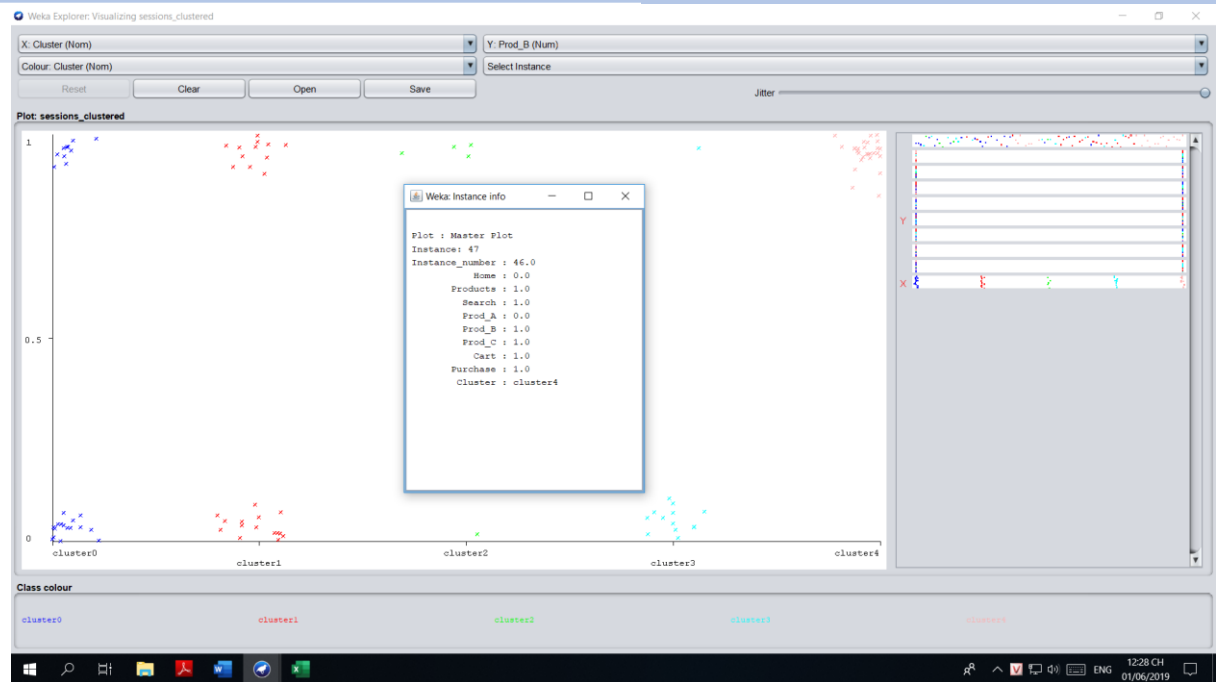 Weka Explorer: Visualizing sessions_clustered
X: Cluster (Nom)
Y: Prod_B (Num)
Colour: Cluster (Nom)
Select Instance
Reset
Clear
Open
Save
Jitter
Plot: sessions_clustered
1
0.5
0
cluster0
cluster1
cluster2
cluster3
cluster4
Weka: Instance info
Plot : Master Plot
Instance: 47
Instance_number : 46.0
Home : 0.0
Products : 1.0
Search : 1.0
Prod_A : 0.0
Prod_B : 1.0
Prod_C : 1.0
Cart : 1.0
Purchase : 1.0
Cluster : cluster4
Y
X
Class colour
cluster0
cluster1
cluster2
cluster3
cluster4
ENG
12:28 CH
01/06/2019